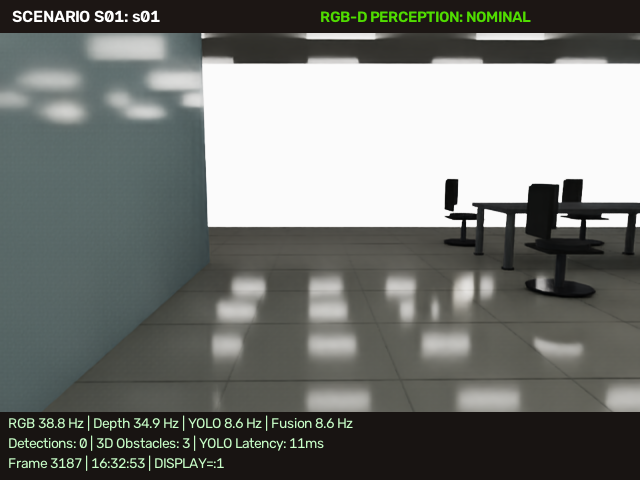 SCENARIO S01: s01
RGB-D PERCEPTION: NOMINAL
RGB 38.8 Hz | Depth 34.9 Hz | YOLO 8.6 Hz | Fusion 8.6 Hz
Detections: 0 | 3D Obstacles: 3 | YOLO Latency: 11ms
Frame 3187 | 16:32:53 | DISPLAY=:1